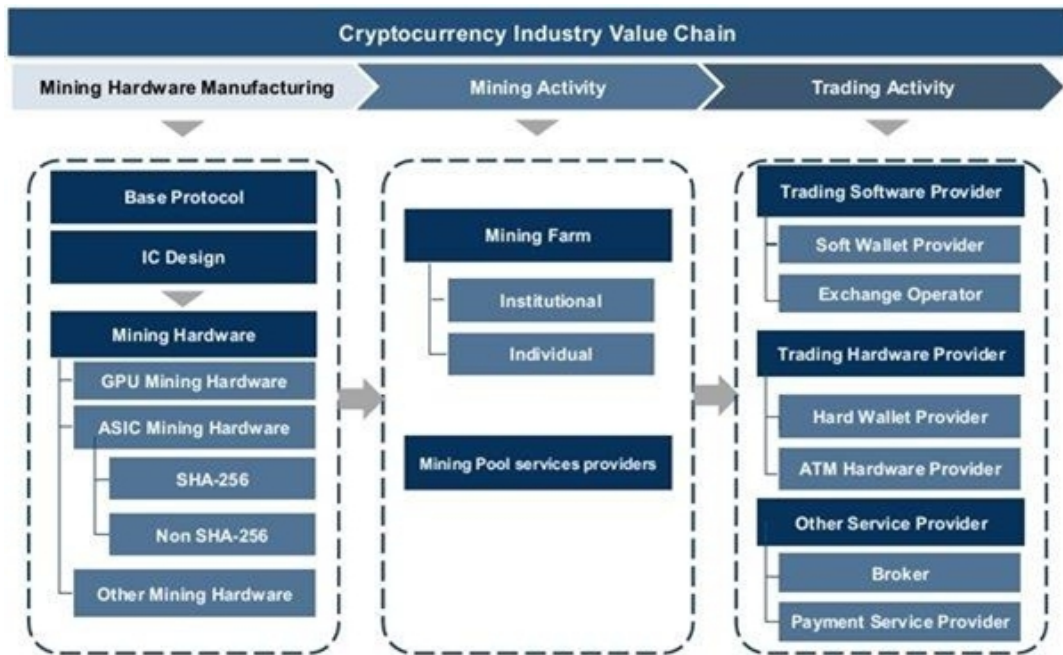 Cryptocurrency Industry Value Chain
Mining Hardware Manufacturing
Mining Activity
Trading Activity
Base Protocol
IC Design
Mining Hardware
GPU Mining Hardware
ASIC Mining Hardware
SHA-256
Non SHA-256
Other Mining Hardware
Mining Farm
Institutional
Individual
Mining Pool services providers
Trading Software Provider
Soft Wallet Provider
Exchange Operator
Trading Hardware Provider
Hard Wallet Provider
ATM Hardware Provider
Other Service Provider
Broker
Payment Service Provider